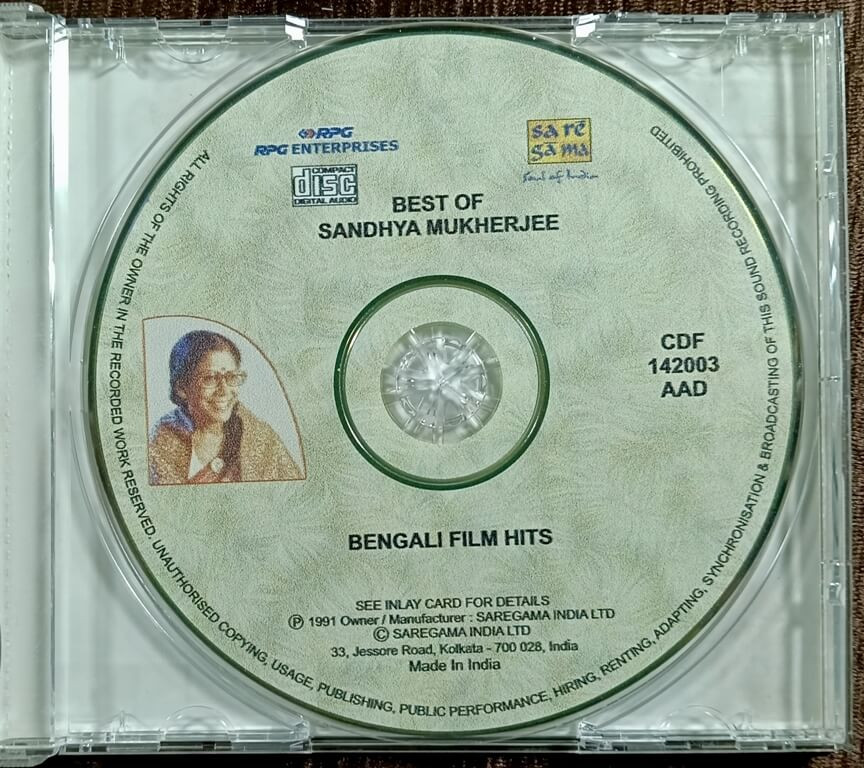 RPG
RPG ENTERPRISES
COMPACT
disc
DIGITAL AUDIO
sa re
ga ma
Soul of India
BEST OF
SANDHYA MUKHERJEE
CDF
142003
AAD
BENGALI FILM HITS
SEE INLAY CARD FOR DETAILS
℗ 1991 Owner / Manufacturer : SAREGAMA INDIA LTD
© SAREGAMA INDIA LTD
33, Jessore Road, Kolkata - 700 028, India
Made In India
ALL RIGHTS OF THE OWNER IN THE RECORDED WORK RESERVED. UNAUTHORISED COPYING, USAGE, PUBLISHING, PUBLIC PERFORMANCE, HIRING, RENTING, ADAPTING, SYNCHRONISATION & BROADCASTING OF THIS SOUND RECORDING PROHIBITED